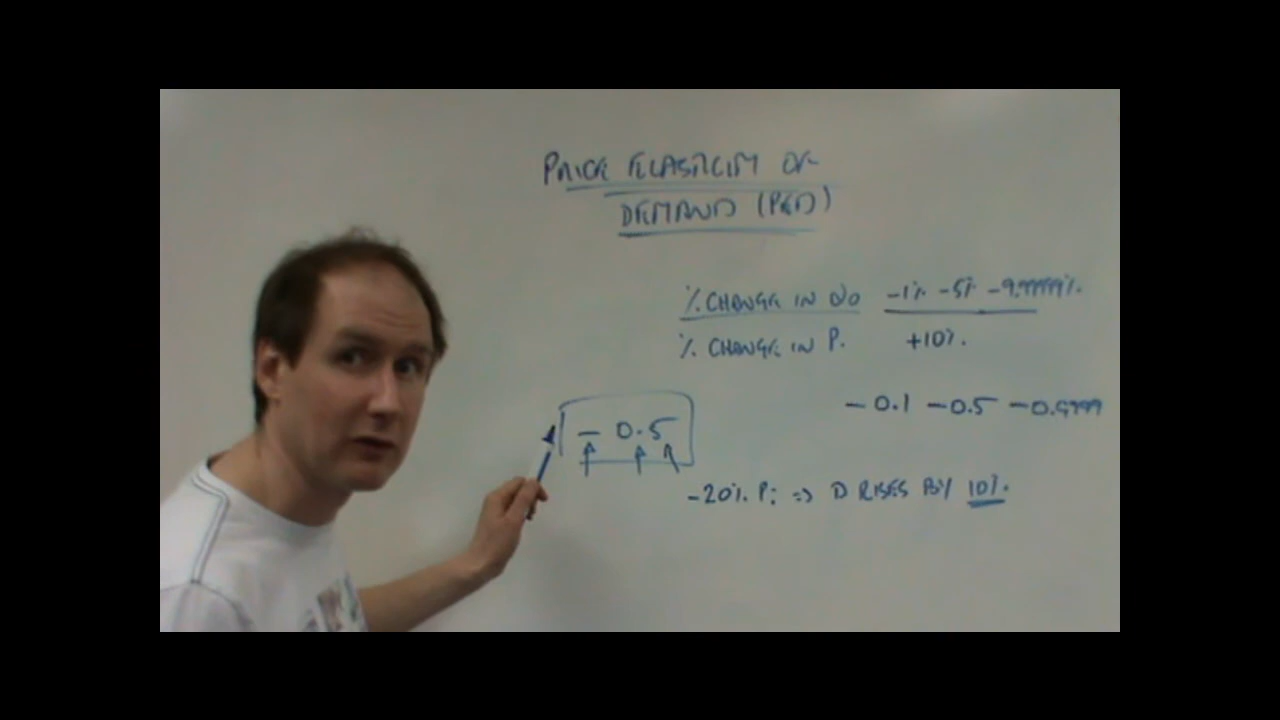 PRICE ELASTICITY OF
DEMAND (PED)
% CHANGE IN QD -1% -5% -9.99999%
% CHANGE IN P. +10%.
-0.1 -0.5 -0.9999
-0.5
-20% P; => D RISES BY 10%.